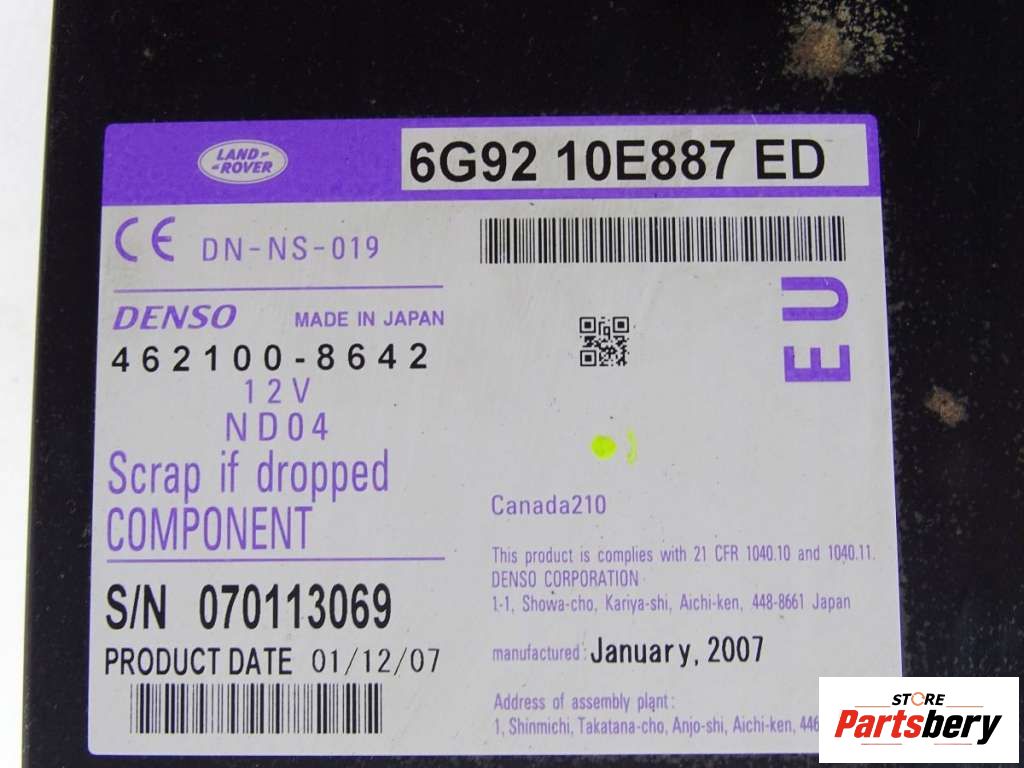 LAND-
-ROVER
6G92 10E887 ED
CE DN-NS-019
DENSO MADE IN JAPAN
462100-8642
12V
ND04
Scrap if dropped
COMPONENT
S/N 070113069
PRODUCT DATE 01/12/07
EU
Canada210
This product is complies with 21 CFR 1040.10 and 1040.11.
DENSO CORPORATION
1-1, Showa-cho, Kariya-shi, Aichi-ken, 448-8661 Japan
manufactured: January, 2007
Address of assembly plant:
1, Shinmichi, Takatana-cho, Anjo-shi, Aichi-ken,
STORE
Partsbery